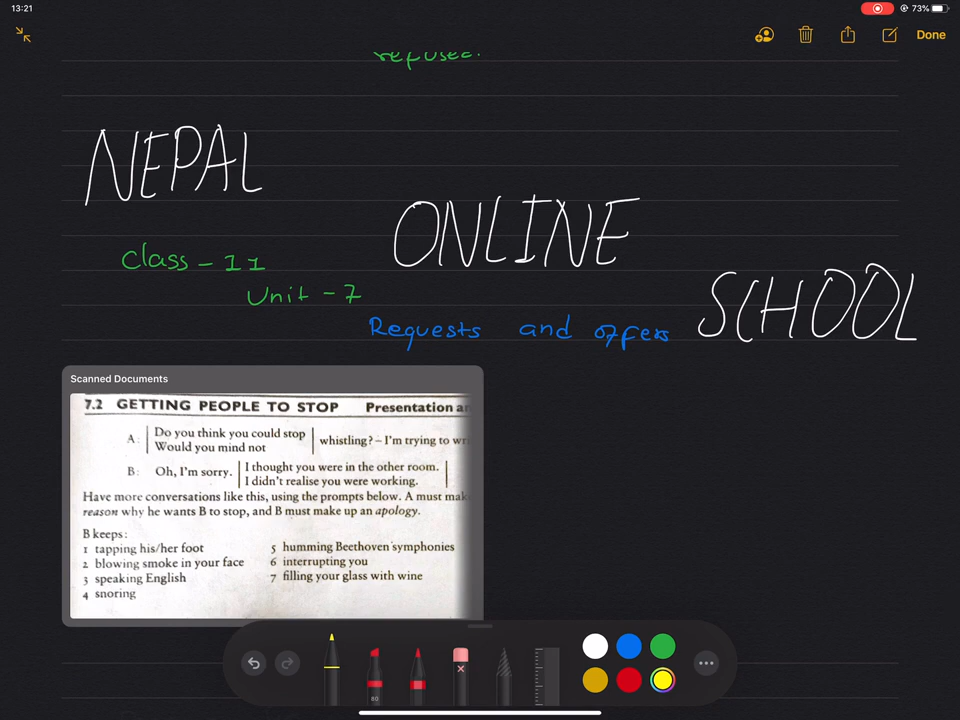 13:21
73%
Done
refused.
NEPAL
ONLINE
SCHOOL
Class - 11
Unit - 7
Requests and offers
Scanned Documents
7.2 GETTING PEOPLE TO STOP Presentation
A: Do you think you could stop
Would you mind not
whistling? – I'm trying to
B: Oh, I'm sorry. I thought you were in the other room.
I didn't realise you were working.
Have more conversations like this, using the prompts below. A must
reason why he wants B to stop, and B must make up an apology.
B keeps:
1 tapping his/her foot
2 blowing smoke in your face
3 speaking English
4 snoring
5 humming Beethoven symphonies
6 interrupting you
7 filling your glass with wine
80